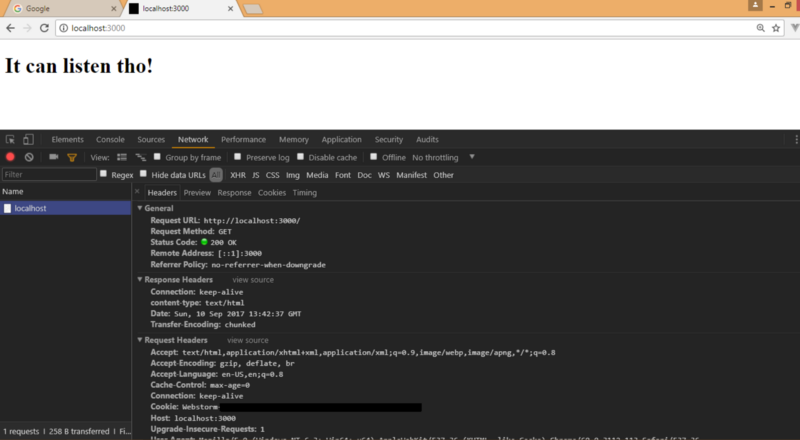 Google
localhost:3000
localhost:3000
It can listen tho!
Elements Console Sources Network Performance Memory Application Security Audits
View: Group by frame Preserve log Disable cache Offline No throttling
Filter Regex Hide data URLs All XHR JS CSS Img Media Font Doc WS Manifest Other
Name
Headers Preview Response Cookies Timing
localhost
General
Request URL: http://localhost:3000/
Request Method: GET
Status Code: 200 OK
Remote Address: [::1]:3000
Referrer Policy: no-referrer-when-downgrade
Response Headers view source
Connection: keep-alive
content-type: text/html
Date: Sun, 10 Sep 2017 13:42:37 GMT
Transfer-Encoding: chunked
Request Headers view source
Accept: text/html,application/xhtml+xml,application/xml;q=0.9,image/webp,image/apng,*/*;q=0.8
Accept-Encoding: gzip, deflate, br
Accept-Language: en-US,en;q=0.8
Cache-Control: max-age=0
Connection: keep-alive
Cookie: Webstorm-
Host: localhost:3000
Upgrade-Insecure-Requests: 1
1 requests | 258 B transferred | Fi...